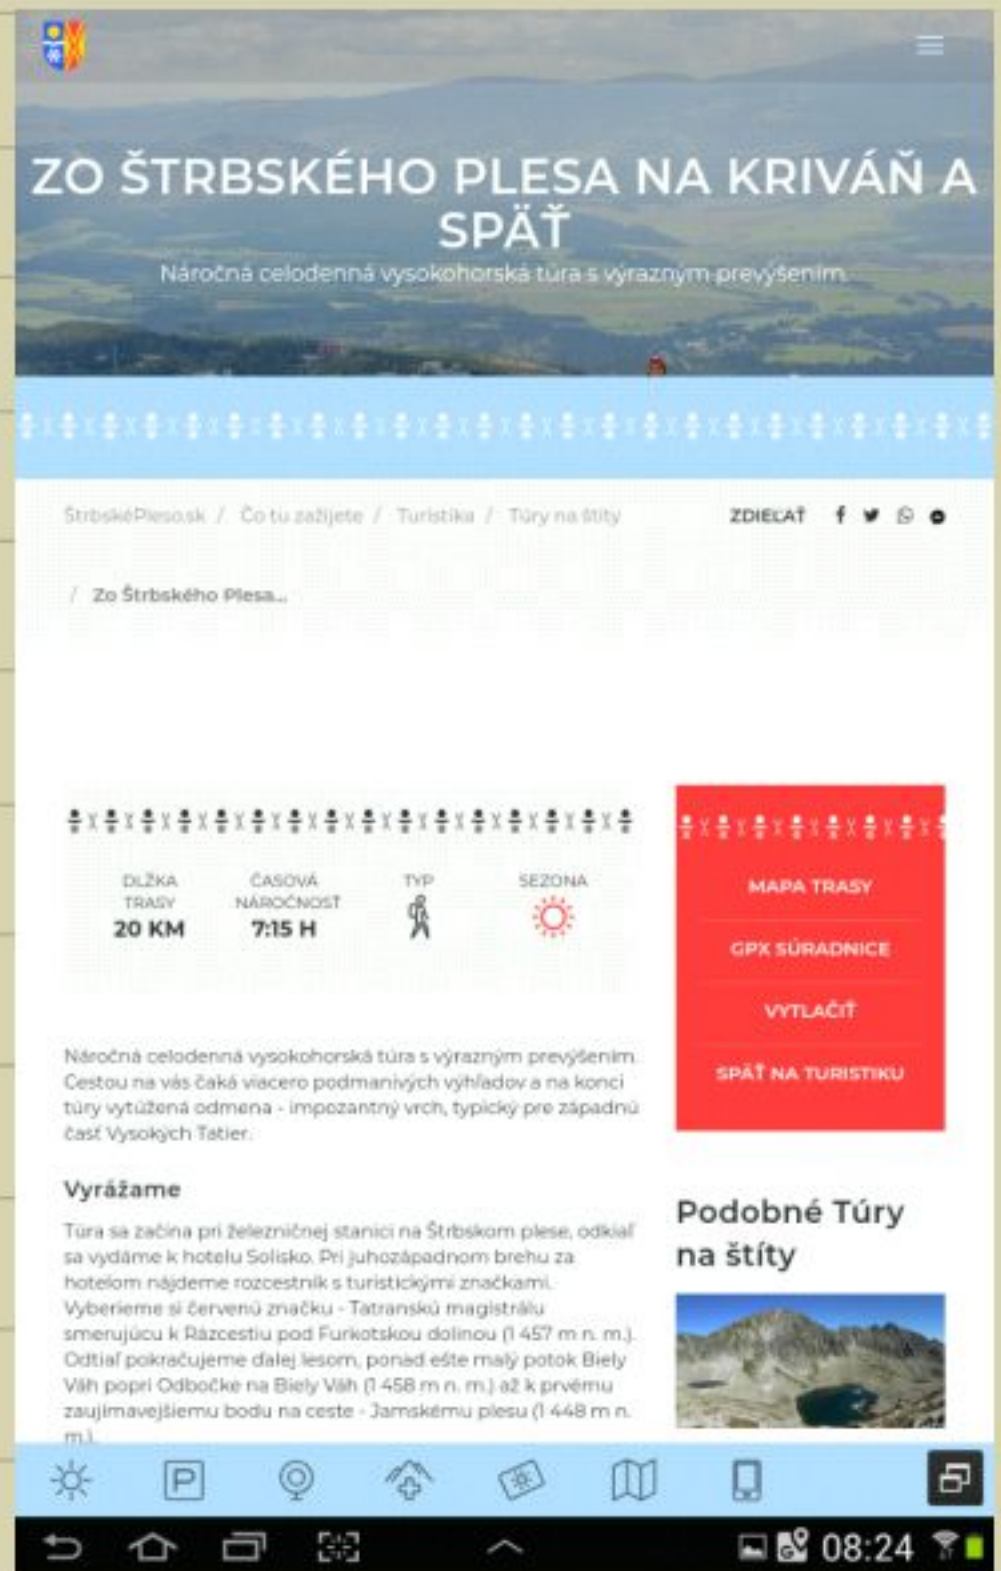 ZO ŠTRBSKÉHO PLESA NA KRIVÁŇ A
SPÄŤ
Náročná celodenná vysokohorská túra s výrazným prevýšením.
ŠtrbskéPleso.sk / Čo tu zažijete / Turistika / Túry na štíty
ZDIEĽAŤ
/ Zo Štrbského Plesa...
DĹŽKA
TRASY
20 KM
ČASOVÁ
NÁROČNOSŤ
7:15 H
TYP
SEZONA
MAPA TRASY
GPX SÚRADNICE
VYTLAČIŤ
SPÄŤ NA TURISTIKU
Náročná celodenná vysokohorská túra s výrazným prevýšením.
Cestou na vás čaká viacero podmanivých výhľadov a na konci
túry vytúžená odmena - impozantný vrch, typický pre západnú
časť Vysokých Tatier.
Vyrážame
Túra sa začína pri železničnej stanici na Štrbskom plese, odkiaľ
sa vydáme k hotelu Solisko. Pri juhozápadnom brehu za
hotelom nájdeme rozcestník s turistickými značkami.
Vyberieme si červenú značku - Tatranskú magistrálu
smerujúcu k Rázcestiu pod Furkotskou dolinou (1 457 m n. m.).
Odtiaľ pokračujeme ďalej lesom, ponad ešte malý potok Biely
Váh popri Odbočke na Biely Váh (1 458 m n. m.) až k prvému
zaujímavejšiemu bodu na ceste - Jamskému plesu (1 448 m n.
m.).
Podobné Túry
na štíty
P
08:24